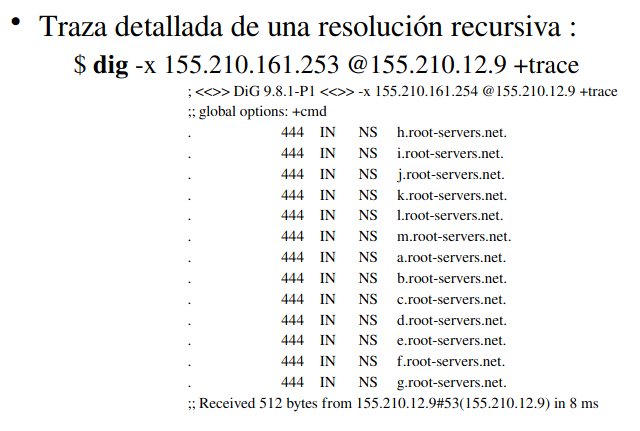 • Traza detallada de una resolución recursiva :
$ dig -x 155.210.161.253 @155.210.12.9 +trace
; <<>> DiG 9.8.1-P1 <<>> -x 155.210.161.254 @155.210.12.9 +trace
;; global options: +cmd
. 444 IN NS h.root-servers.net.
. 444 IN NS i.root-servers.net.
. 444 IN NS j.root-servers.net.
. 444 IN NS k.root-servers.net.
. 444 IN NS l.root-servers.net.
. 444 IN NS m.root-servers.net.
. 444 IN NS a.root-servers.net.
. 444 IN NS b.root-servers.net.
. 444 IN NS c.root-servers.net.
. 444 IN NS d.root-servers.net.
. 444 IN NS e.root-servers.net.
. 444 IN NS f.root-servers.net.
. 444 IN NS g.root-servers.net.
;; Received 512 bytes from 155.210.12.9#53(155.210.12.9) in 8 ms